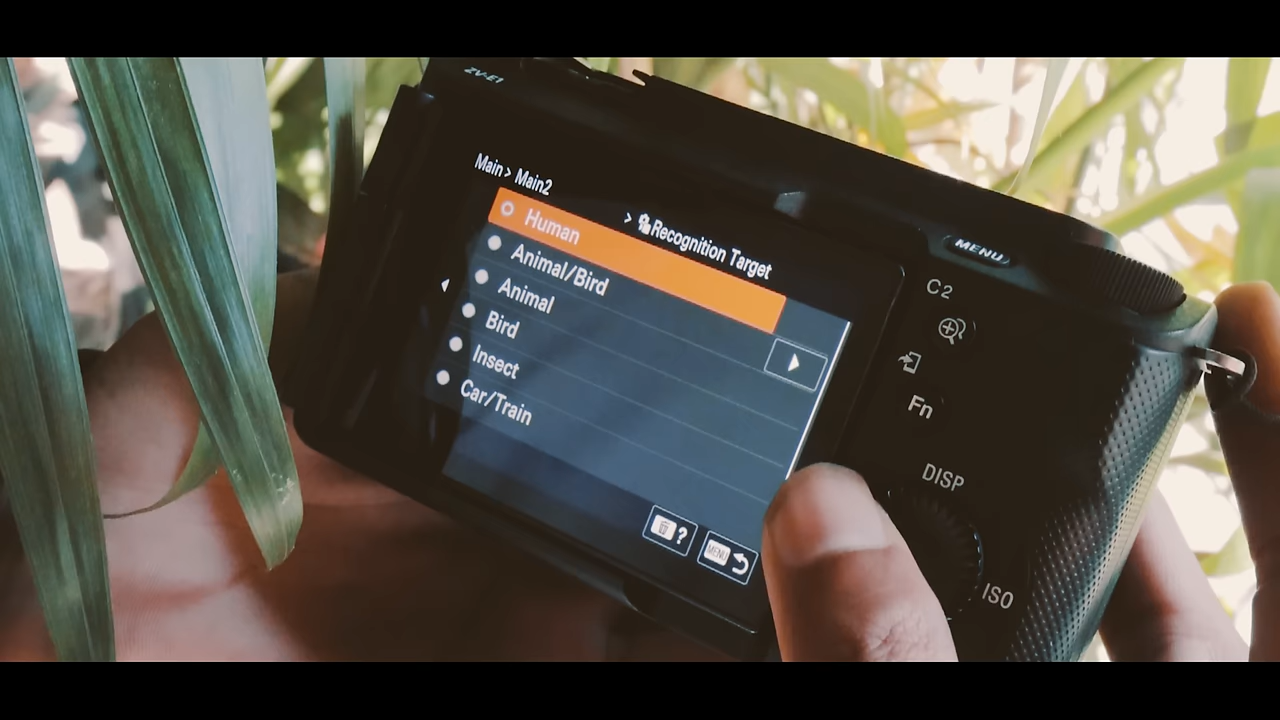 ZV-E1
Main> Main2
> Recognition Target
Human
Animal/Bird
Animal
Bird
Insect
Car/Train
?
MENU
MENU
C2
Fn
DISP
ISO